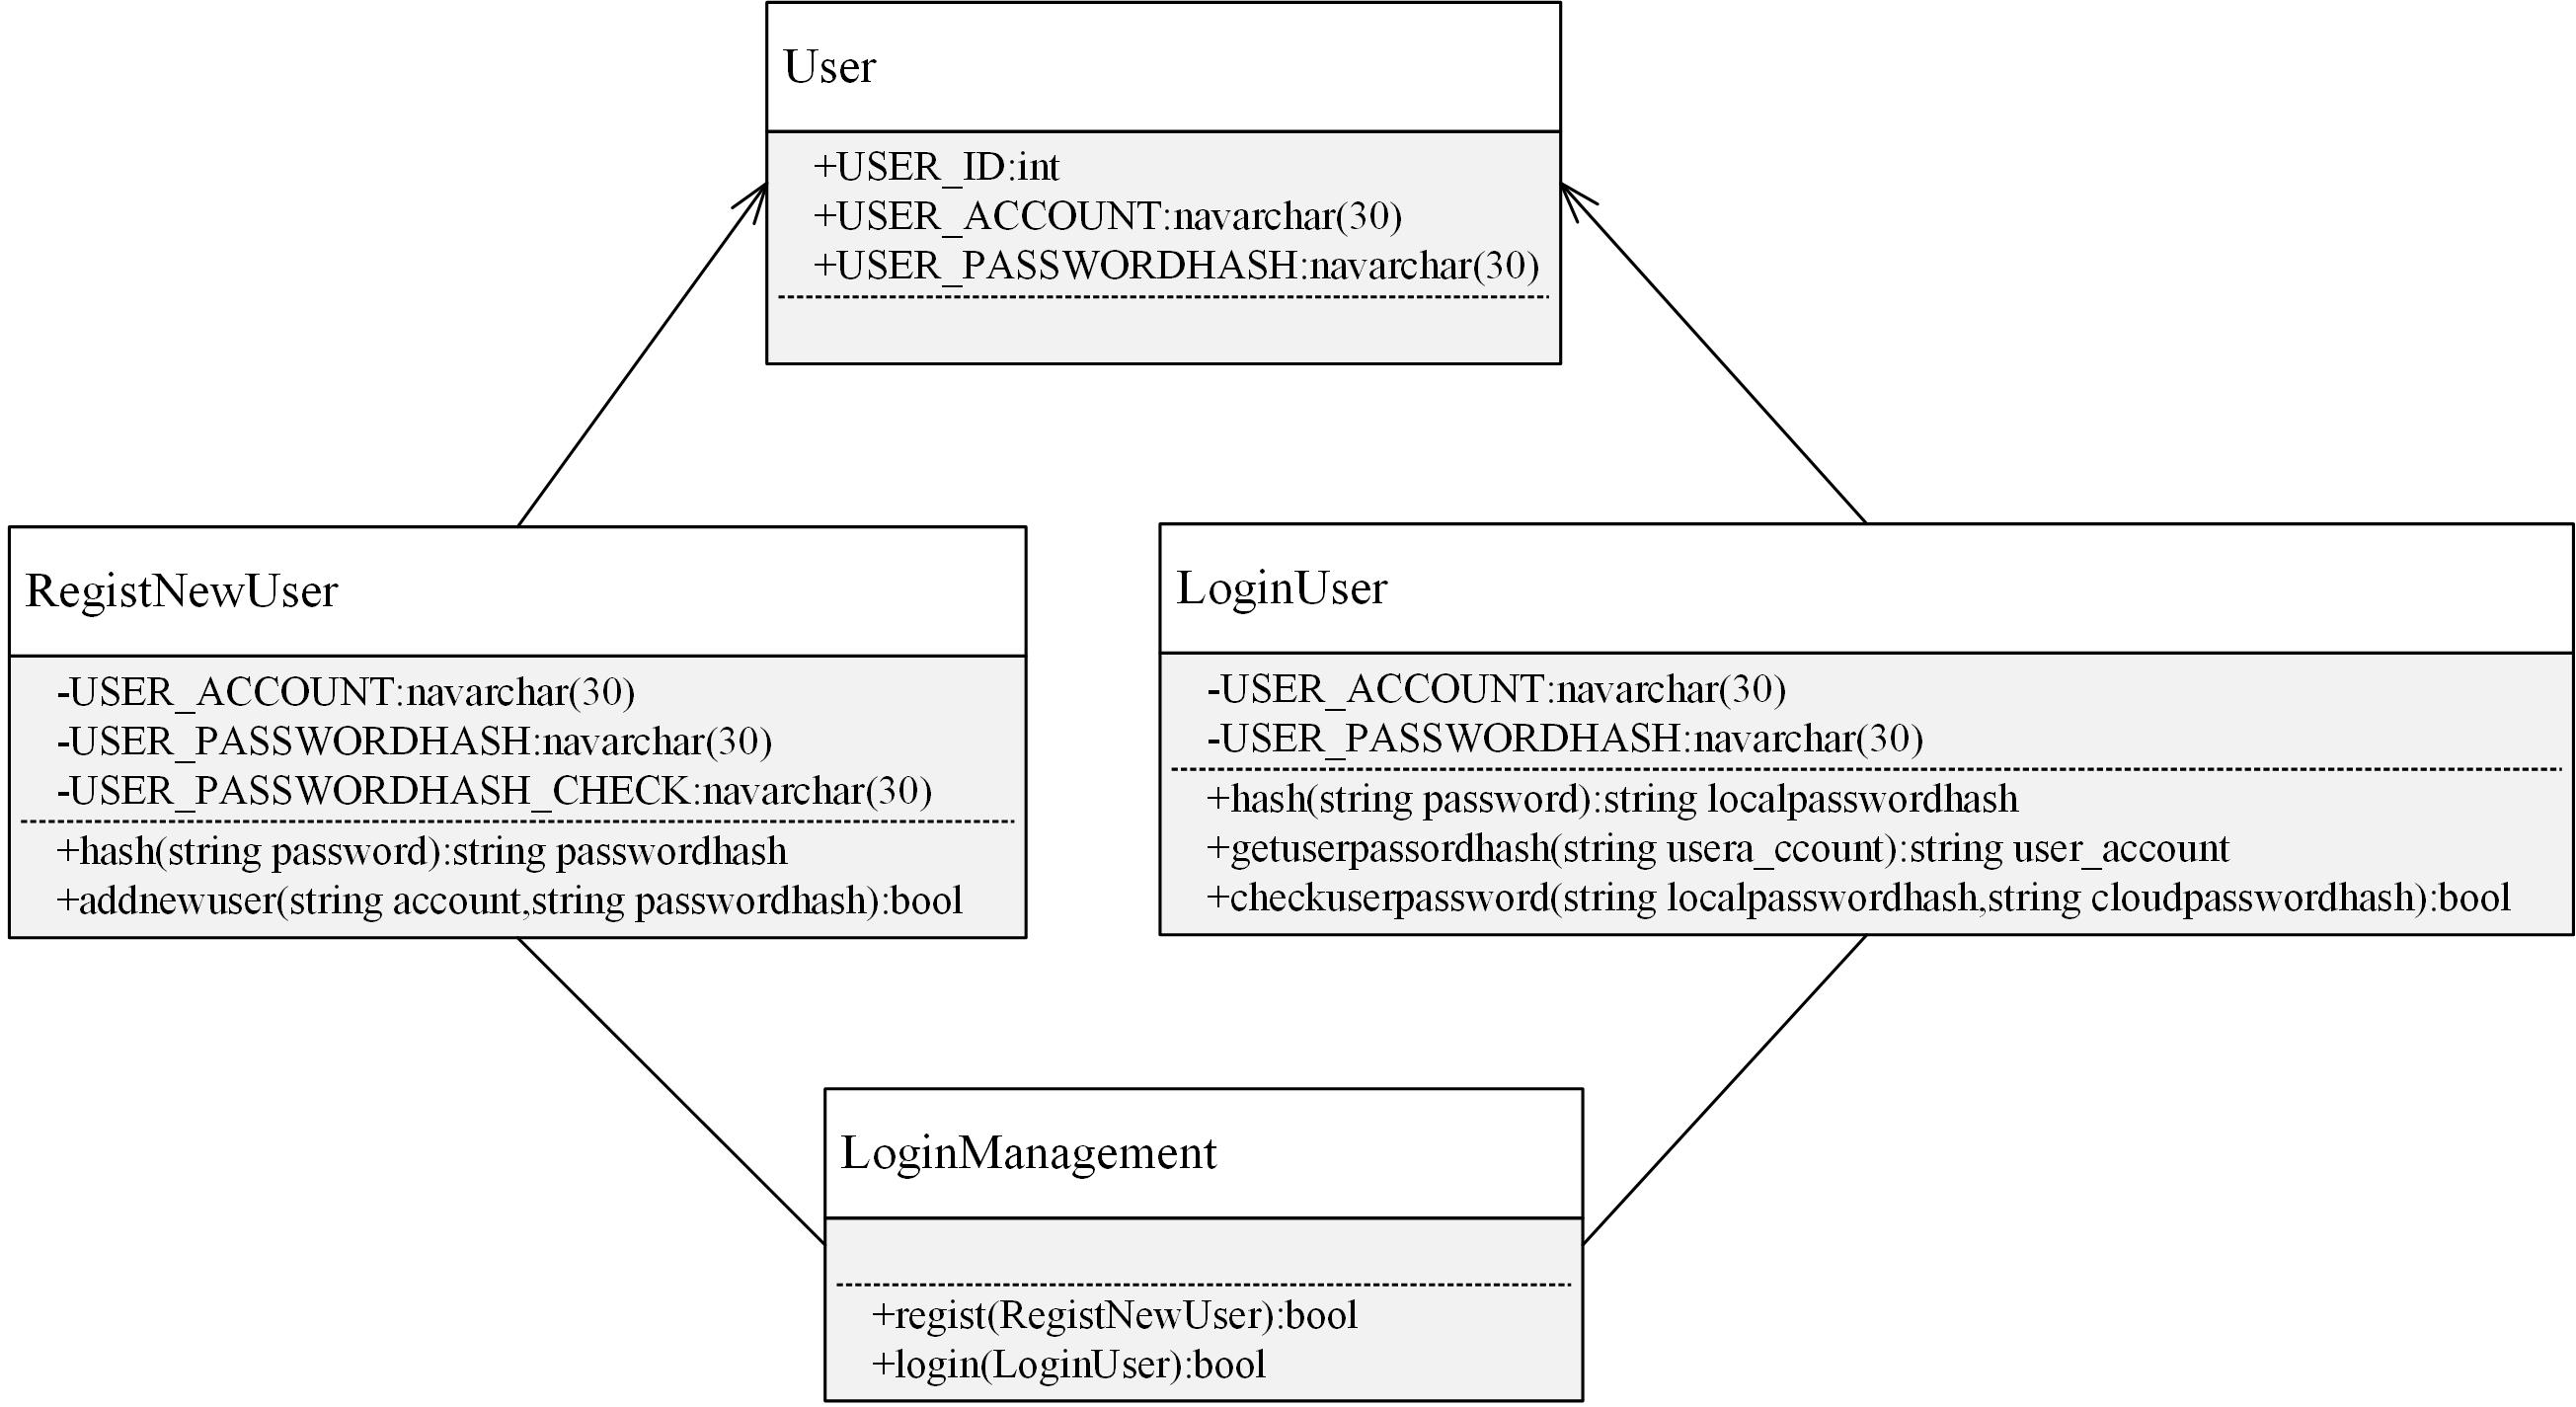 User
+USER_ID:int
+USER_ACCOUNT:navarchar(30)
+USER_PASSWORDHASH:navarchar(30)
RegistNewUser
-USER_ACCOUNT:navarchar(30)
-USER_PASSWORDHASH:navarchar(30)
-USER_PASSWORDHASH_CHECK:navarchar(30)
+hash(string password):string passwordhash
+addnewuser(string account,string passwordhash):bool
LoginUser
-USER_ACCOUNT:navarchar(30)
-USER_PASSWORDHASH:navarchar(30)
+hash(string password):string localpasswordhash
+getuserpassordhash(string usera_ccount):string user_account
+checkuserpassword(string localpasswordhash,string cloudpasswordhash):bool
LoginManagement
+regist(RegistNewUser):bool
+login(LoginUser):bool